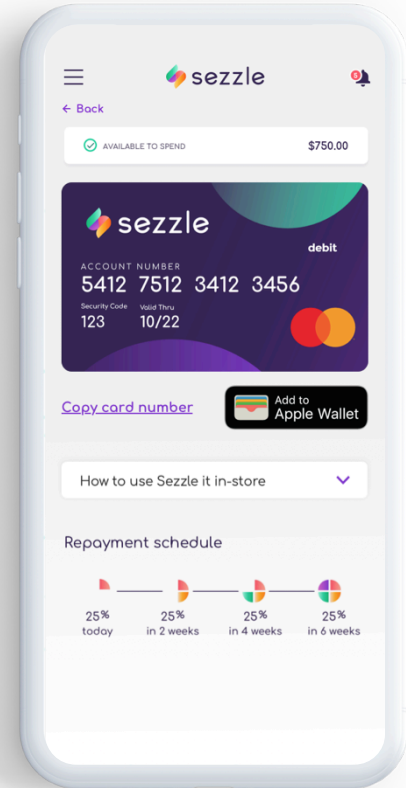 sezzle
← Back
AVAILABLE TO SPEND $750.00
sezzle
debit
ACCOUNT NUMBER
5412 7512 3412 3456
Security Code Valid Thru
123 10/22
Copy card number
Add to
Apple Wallet
How to use Sezzle it in-store
Repayment schedule
25% 25% 25% 25%
today in 2 weeks in 4 weeks in 6 weeks